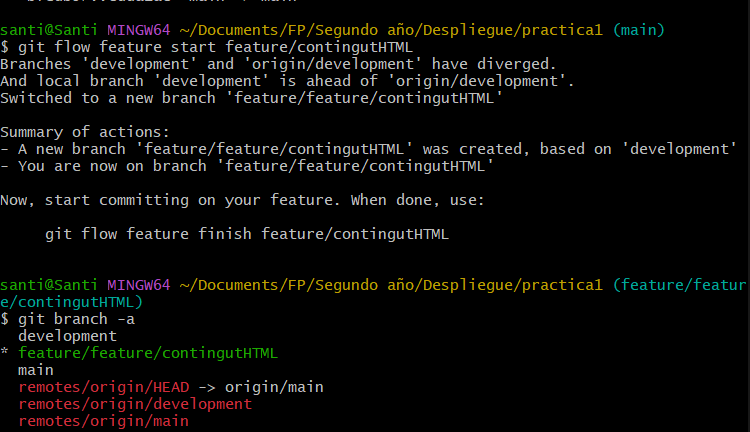 santi@Santi MINGW64 ~/Documents/FP/Segundo año/Despliegue/practica1 (main)
$ git flow feature start feature/contingutHTML
Branches 'development' and 'origin/development' have diverged.
And local branch 'development' is ahead of 'origin/development'.
Switched to a new branch 'feature/feature/contingutHTML'

Summary of actions:
- A new branch 'feature/feature/contingutHTML' was created, based on 'development'
- You are now on branch 'feature/feature/contingutHTML'

Now, start committing on your feature. When done, use:

     git flow feature finish feature/contingutHTML

santi@Santi MINGW64 ~/Documents/FP/Segundo año/Despliegue/practica1 (feature/featur
e/contingutHTML)
$ git branch -a
  development
* feature/feature/contingutHTML
  main
  remotes/origin/HEAD -> origin/main
  remotes/origin/development
  remotes/origin/main